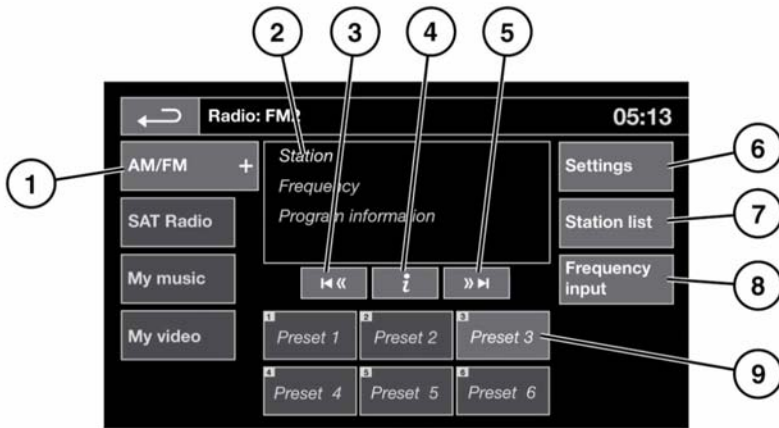 2
3
4
5
Radio: FM2
05:13
1
AM/FM +
Station
Frequency
Program information
Settings
6
SAT Radio
Station list
7
My music
i
Frequency
input
8
My video
1 Preset 1
2 Preset 2
3 Preset 3
9
4 Preset 4
5 Preset 5
6 Preset 6